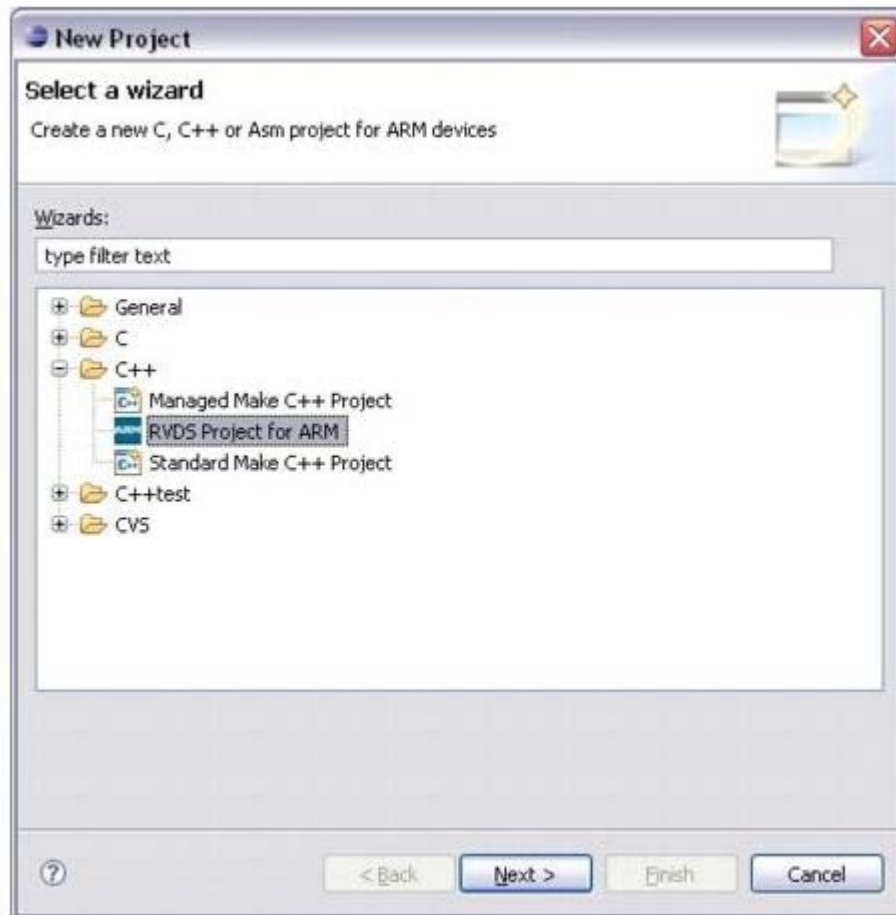 New Project
Select a wizard
Create a new C, C++ or Asm project for ARM devices
Wizards:
type filter text
General
C
C++
C++ Managed Make C++ Project
ARM RVDS Project for ARM
C++ Standard Make C++ Project
C++test
CVS
? < Back Next > Finish Cancel